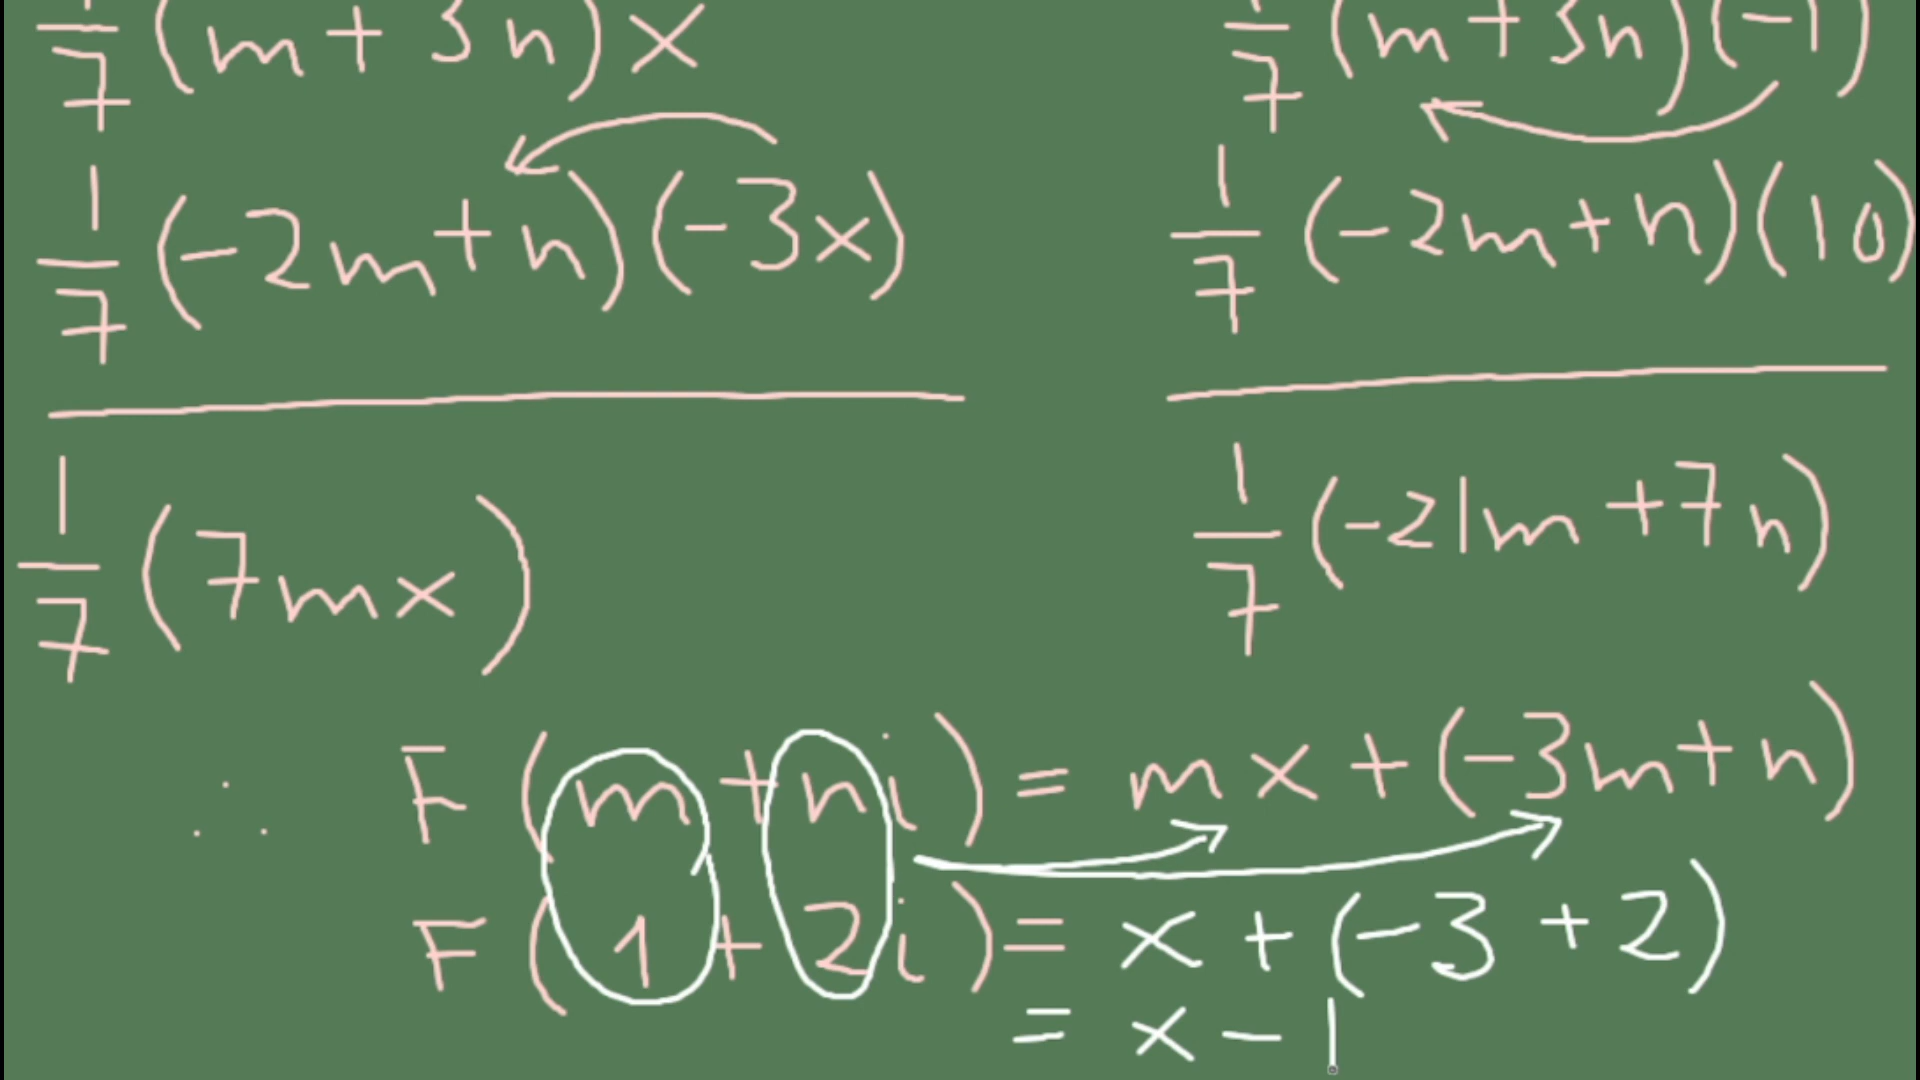 1/7 (m + 3n) x
1/7 (m + 3n)(-1)
1/7 (-2m + n)(-3x)
1/7 (-2m + n)(10)
1/7 (7mx)
1/7 (-21m + 7n)
∴ F(m + ni) = mx + (-3m + n)
F(1 + 2i) = x + (-3 + 2)
= x - 1